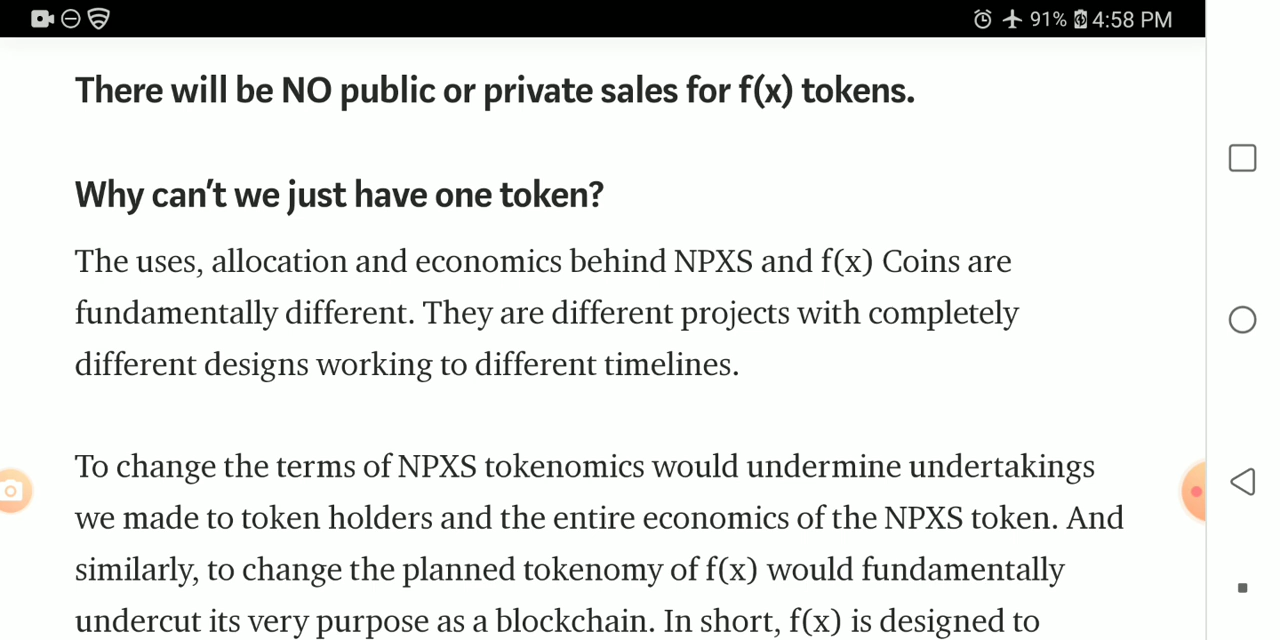 91% 4:58 PM
There will be NO public or private sales for f(x) tokens.
Why can’t we just have one token?
The uses, allocation and economics behind NPXS and f(x) Coins are
fundamentally different. They are different projects with completely
different designs working to different timelines.
To change the terms of NPXS tokenomics would undermine undertakings
we made to token holders and the entire economics of the NPXS token. And
similarly, to change the planned tokenomy of f(x) would fundamentally
undercut its very purpose as a blockchain. In short, f(x) is designed to